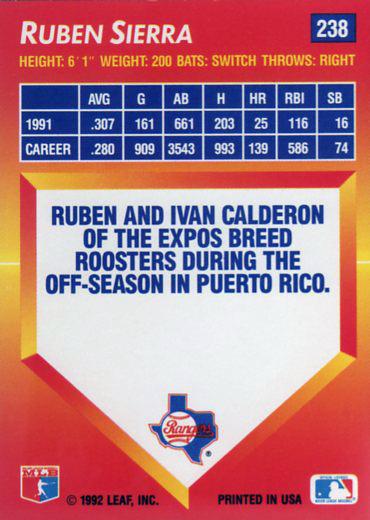 RUBEN SIERRA
238
HEIGHT: 6'1" WEIGHT: 200 BATS: SWITCH THROWS: RIGHT
AVG G AB H HR RBI SB
1991 .307 161 661 203 25 116 16
CAREER .280 909 3543 993 139 586 74
RUBEN AND IVAN CALDERON
OF THE EXPOS BREED
ROOSTERS DURING THE
OFF-SEASON IN PUERTO RICO.
Rangers
®
MLB
© 1992 LEAF, INC. PRINTED IN USA